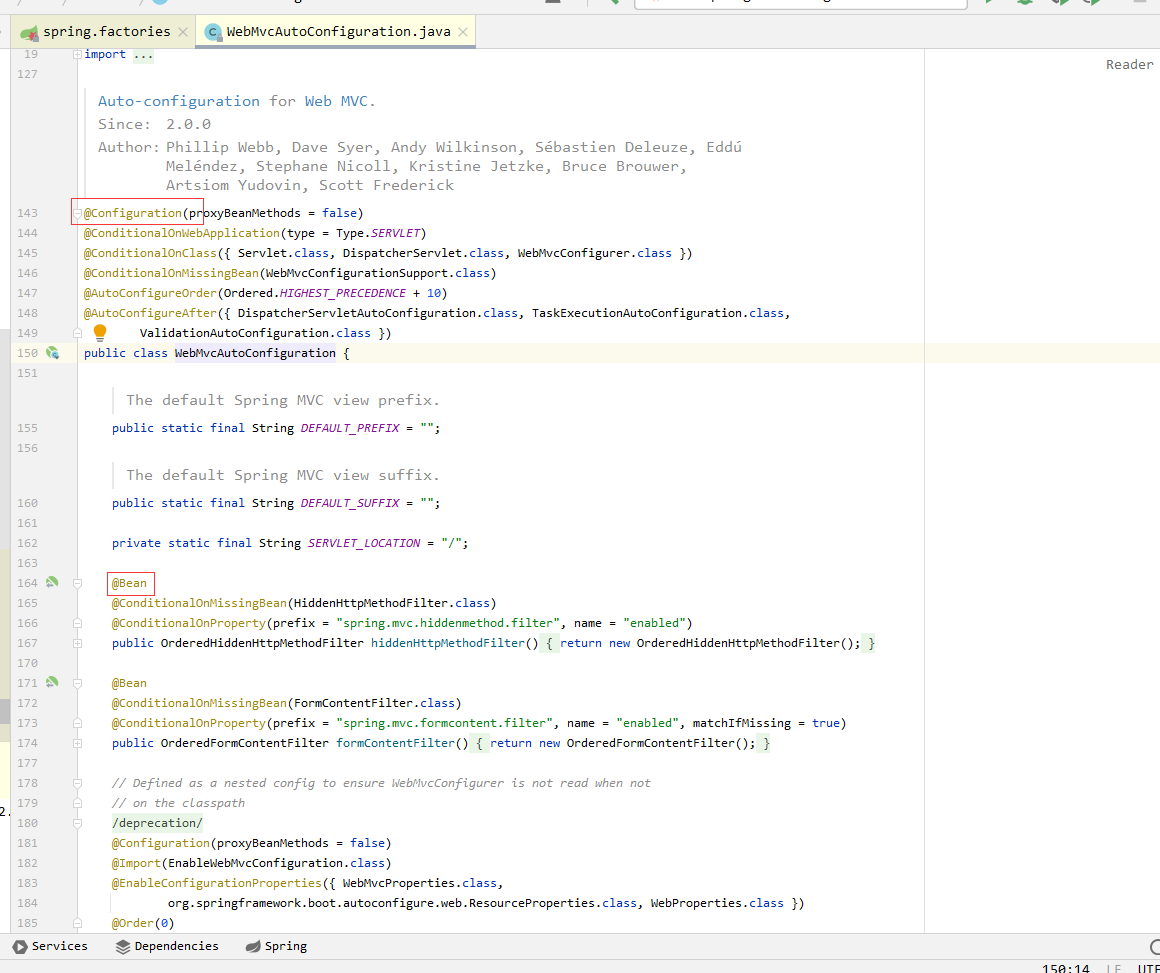 spring.factories
WebMvcAutoConfiguration.java
19 import ...
Reader
127
Auto-configuration for Web MVC.
Since: 2.0.0
Author: Phillip Webb, Dave Syer, Andy Wilkinson, Sébastien Deleuze, Eddú
Meléndez, Stephane Nicoll, Kristine Jetzke, Bruce Brouwer,
Artsiom Yudovin, Scott Frederick
143 @Configuration(proxyBeanMethods = false)
144 @ConditionalOnWebApplication(type = Type.SERVLET)
145 @ConditionalOnClass({ Servlet.class, DispatcherServlet.class, WebMvcConfigurer.class })
146 @ConditionalOnMissingBean(WebMvcConfigurationSupport.class)
147 @AutoConfigureOrder(Ordered.HIGHEST_PRECEDENCE + 10)
148 @AutoConfigureAfter({ DispatcherServletAutoConfiguration.class, TaskExecutionAutoConfiguration.class,
149 ValidationAutoConfiguration.class })
150 public class WebMvcAutoConfiguration {
151
The default Spring MVC view prefix.
155 public static final String DEFAULT_PREFIX = "";
156
The default Spring MVC view suffix.
160 public static final String DEFAULT_SUFFIX = "";
161
162 private static final String SERVLET_LOCATION = "/";
163
164 @Bean
165 @ConditionalOnMissingBean(HiddenHttpMethodFilter.class)
166 @ConditionalOnProperty(prefix = "spring.mvc.hiddenmethod.filter", name = "enabled")
167 public OrderedHiddenHttpMethodFilter hiddenHttpMethodFilter() { return new OrderedHiddenHttpMethodFilter(); }
170
171 @Bean
172 @ConditionalOnMissingBean(FormContentFilter.class)
173 @ConditionalOnProperty(prefix = "spring.mvc.formcontent.filter", name = "enabled", matchIfMissing = true)
174 public OrderedFormContentFilter formContentFilter() { return new OrderedFormContentFilter(); }
177
178 // Defined as a nested config to ensure WebMvcConfigurer is not read when not
179 // on the classpath
180 /deprecation/
181 @Configuration(proxyBeanMethods = false)
182 @Import(EnableWebMvcConfiguration.class)
183 @EnableConfigurationProperties({ WebMvcProperties.class,
184 org.springframework.boot.autoconfigure.web.ResourceProperties.class, WebProperties.class })
185 @Order(0)
Services Dependencies Spring
150:14 LF